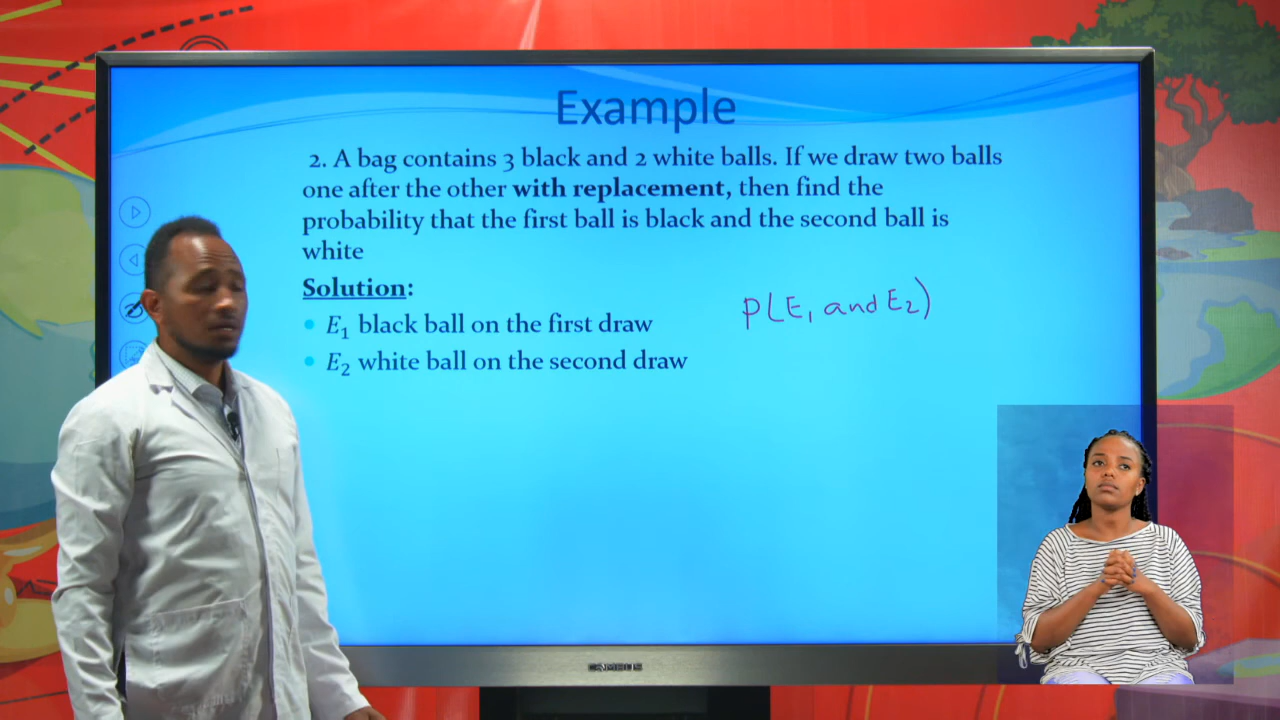 Example
2. A bag contains 3 black and 2 white balls. If we draw two balls
one after the other with replacement, then find the
probability that the first ball is black and the second ball is
white
Solution:
• E₁ black ball on the first draw
• E₂ white ball on the second draw
P(E₁ and E₂)